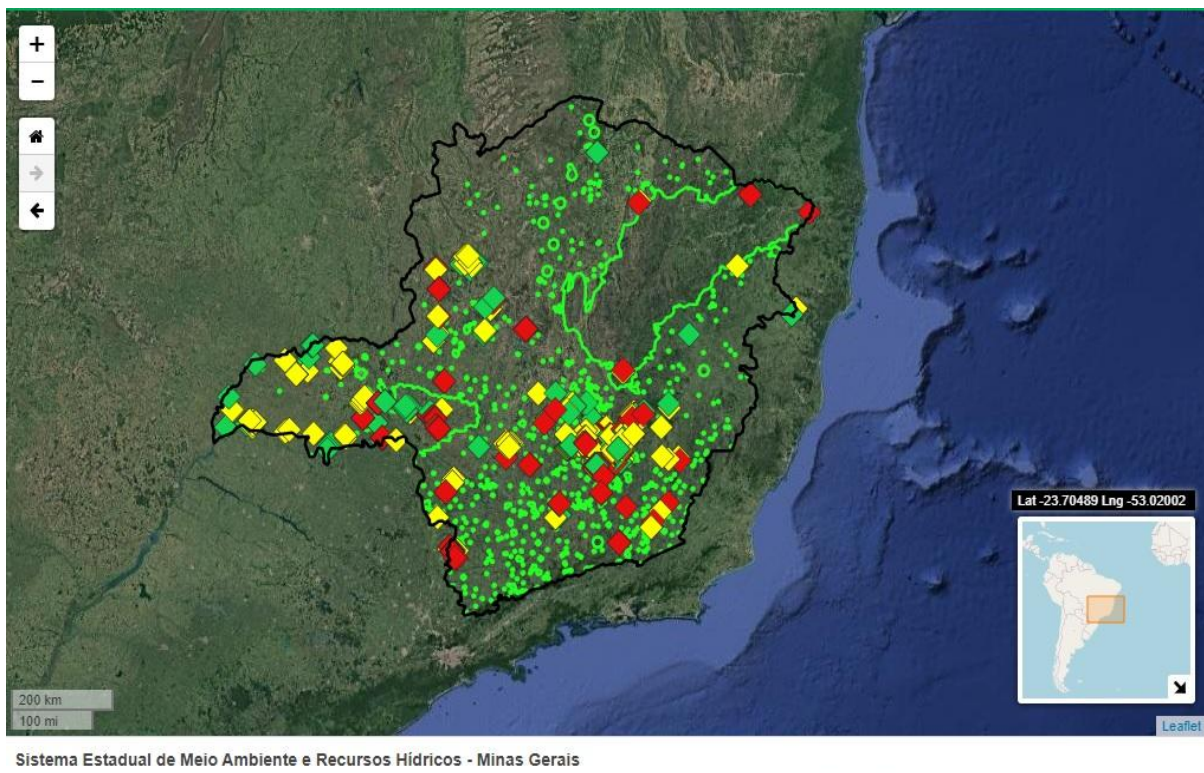 +
−
Lat -23.70489 Lng -53.02002
200 km
100 mi
Leaflet
Sistema Estadual de Meio Ambiente e Recursos Hídricos - Minas Gerais